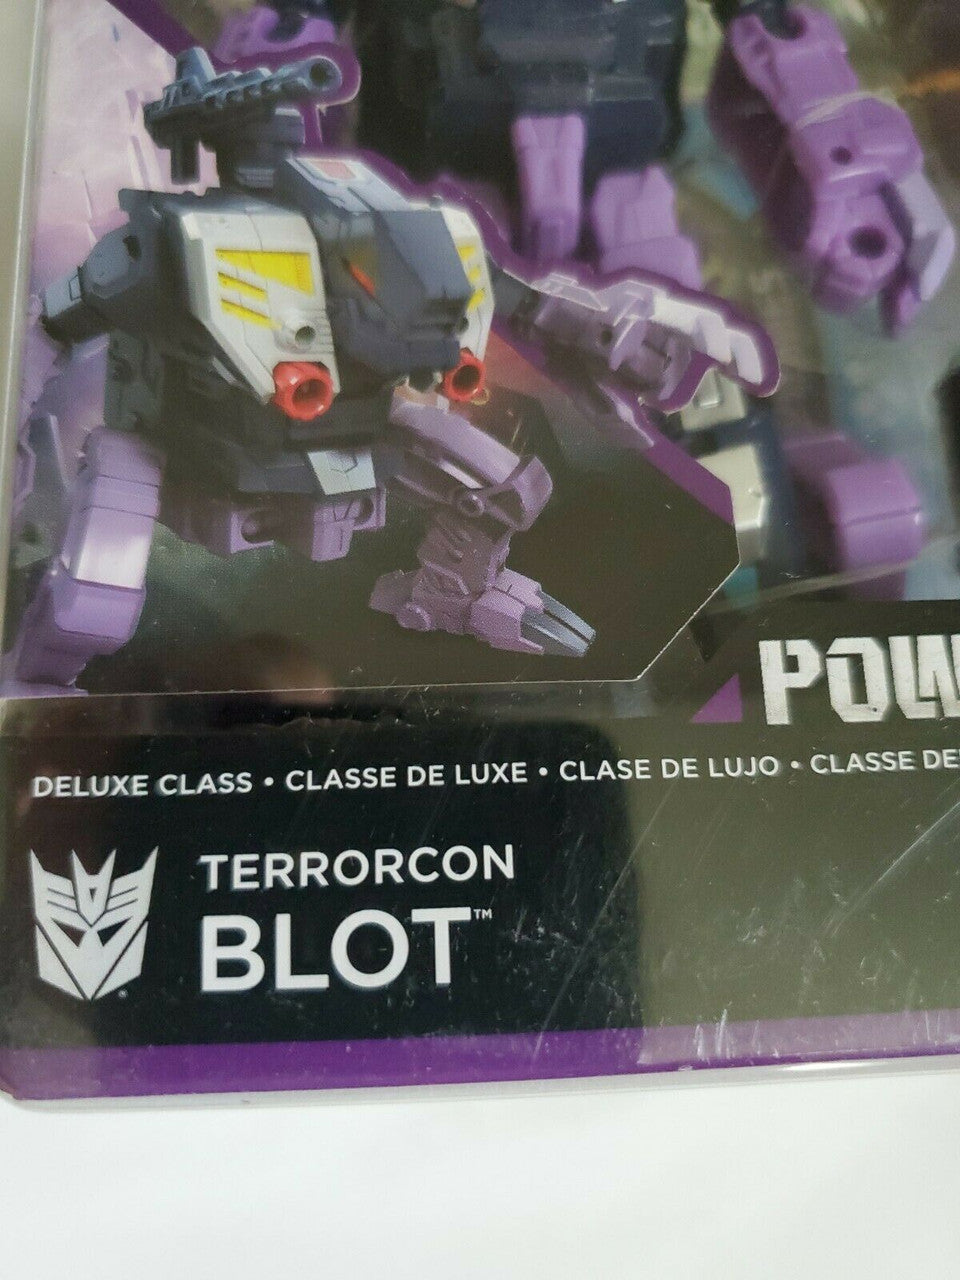 POW
DELUXE CLASS • CLASSE DE LUXE • CLASE DE LUJO • CLASSE DE
TERRORCON
BLOT™